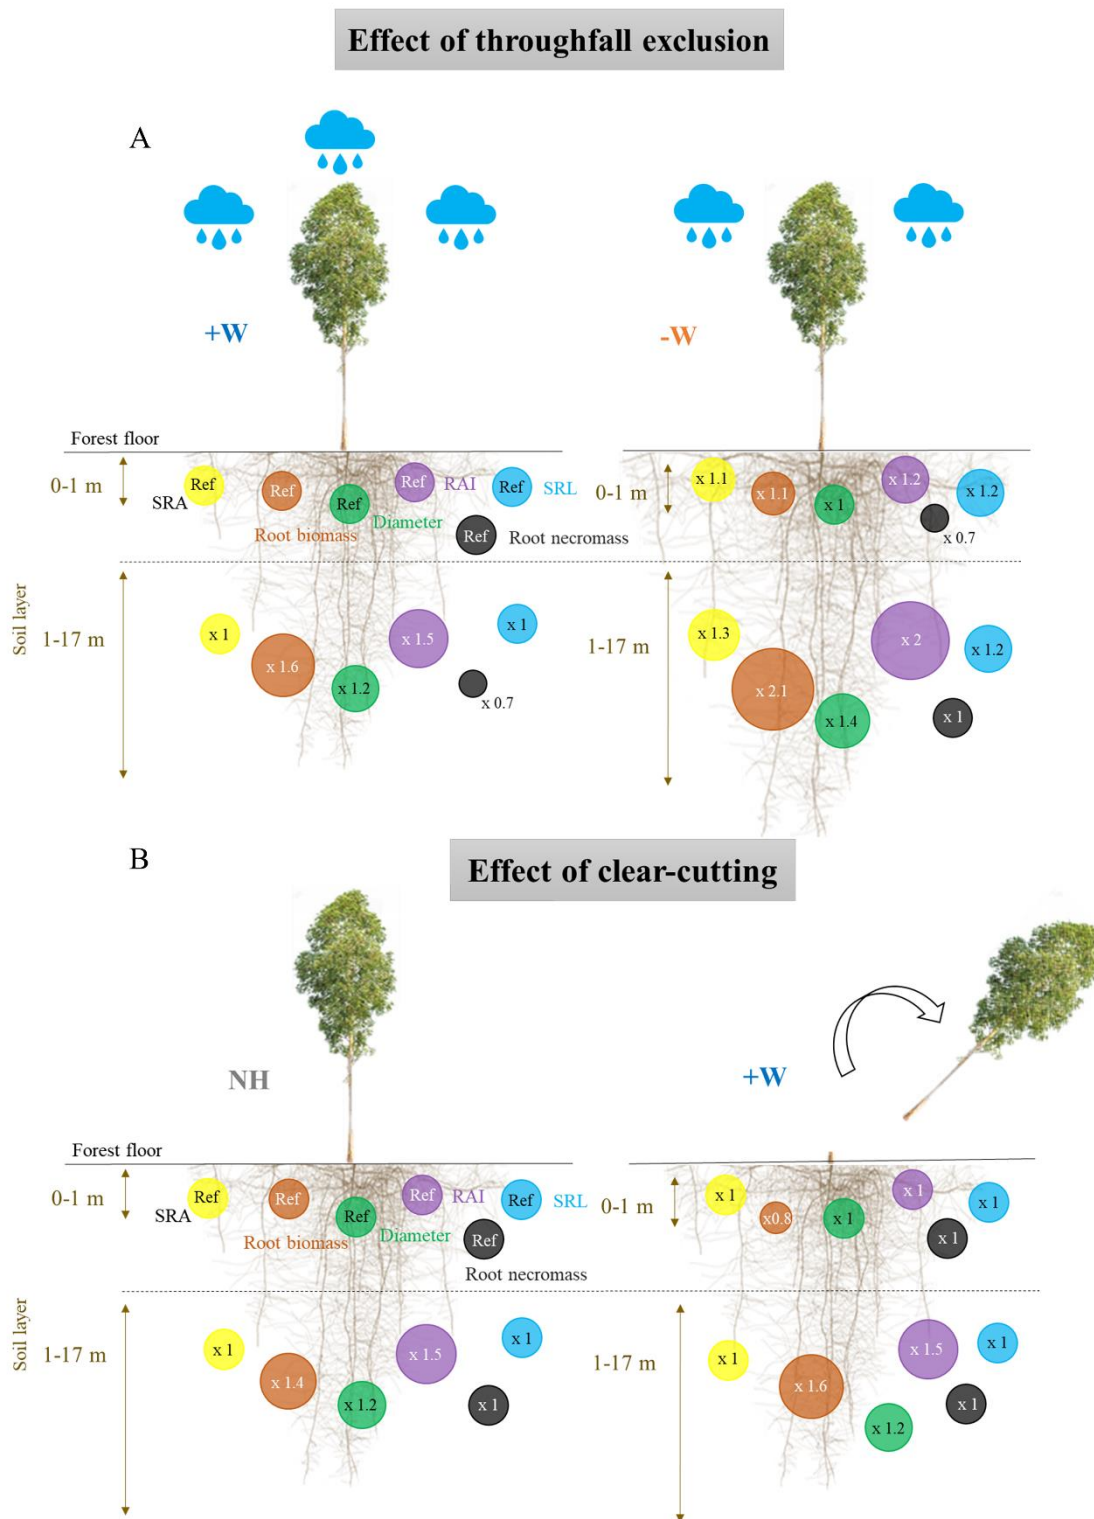 Effect of throughfall exclusion
A
+W
-W
Forest floor
0-1 m
Ref
Ref
Ref
Ref
Ref
Ref
SRA
Root biomass
Diameter
RAI
SRL
Root necromass
0-1 m
x 1.1
x 1.1
x 1
x 1.2
x 1.2
x 0.7
Soil layer
1-17 m
x 1
x 1.6
x 1.2
x 1.5
x 1
x 0.7
1-17 m
x 1.3
x 2.1
x 1.4
x 2
x 1.2
x 1
B
Effect of clear-cutting
NH
+W
Forest floor
0-1 m
Ref
Ref
Ref
Ref
Ref
Ref
SRA
Root biomass
Diameter
RAI
SRL
Root necromass
0-1 m
x 1
x0.8
x 1
x 1
x 1
x 1
Soil layer
1-17 m
x 1
x 1.4
x 1.2
x 1.5
x 1
x 1
1-17 m
x 1
x 1.6
x 1.2
x 1.5
x 1
x 1